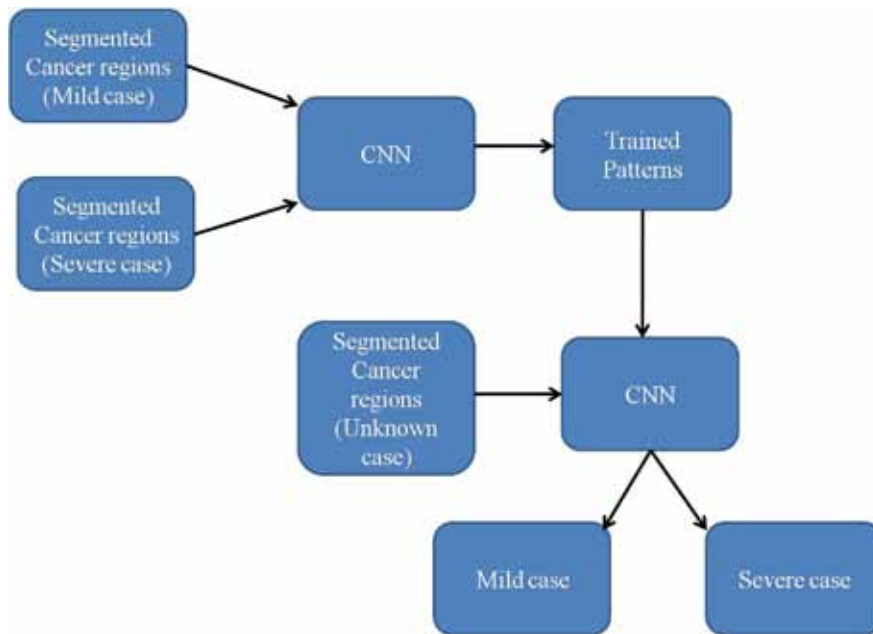 Segmented
Cancer regions
(Mild case)
CNN
Trained
Patterns
Segmented
Cancer regions
(Severe case)
Segmented
Cancer
regions
(Unknown
case)
CNN
Mild case
Severe case